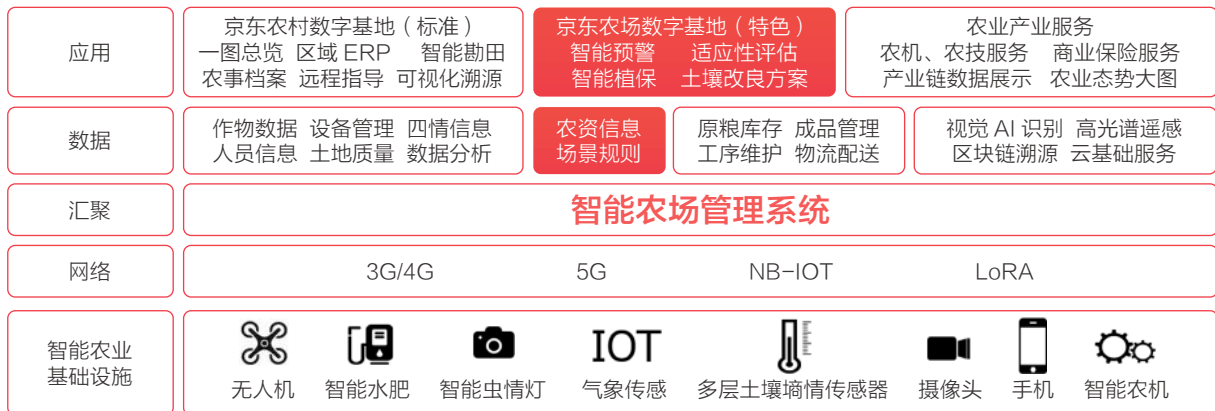 应用
京东农村数字基地（标准）
一图总览 区域 ERP 智能勘田
农事档案 远程指导 可视化溯源
京东农场数字基地（特色）
智能预警 适应性评估
智能植保 土壤改良方案
农业产业服务
农机、农技服务 商业保险服务
产业链数据展示 农业态势大图
数据
作物数据 设备管理 四情信息
人员信息 土地质量 数据分析
农资信息
场景规则
原粮库存 成品管理
工序维护 物流配送
视觉 AI 识别 高光谱遥感
区块链溯源 云基础服务
汇聚
智能农场管理系统
网络
3G/4G 5G NB-IOT LoRA
智能农业
基础设施
IOT
无人机 智能水肥 智能虫情灯 气象传感 多层土壤墒情传感器 摄像头 手机 智能农机